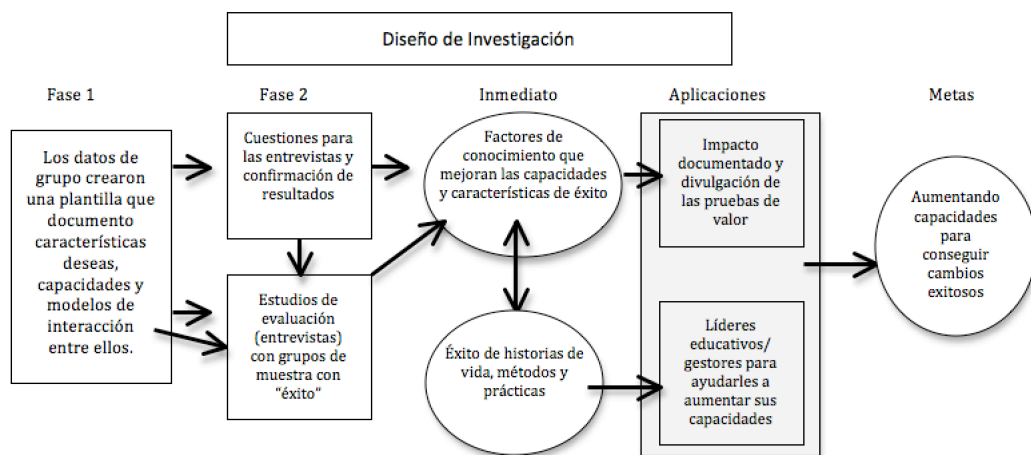 Diseño de Investigación
Fase 1
Fase 2
Inmediato
Aplicaciones
Metas
Los datos de
grupo crearon
una plantilla que
documento
características
deseas,
capacidades y
modelos de
interacción
entre ellos.
Cuestiones para
las entrevistas y
confirmación de
resultados
Estudios de
evaluación
(entrevistas)
con grupos de
muestra con
“éxito”
Factores de
conocimiento que
mejoran las capacidades
y características de éxito
Éxito de historias de
vida, métodos y
prácticas
Impacto
documentado y
divulgación de
las pruebas de
valor
Líderes
educativos/
gestores para
ayudarles a
aumentar sus
capacidades
Aumentando
capacidades
para
conseguir
cambios
exitosos